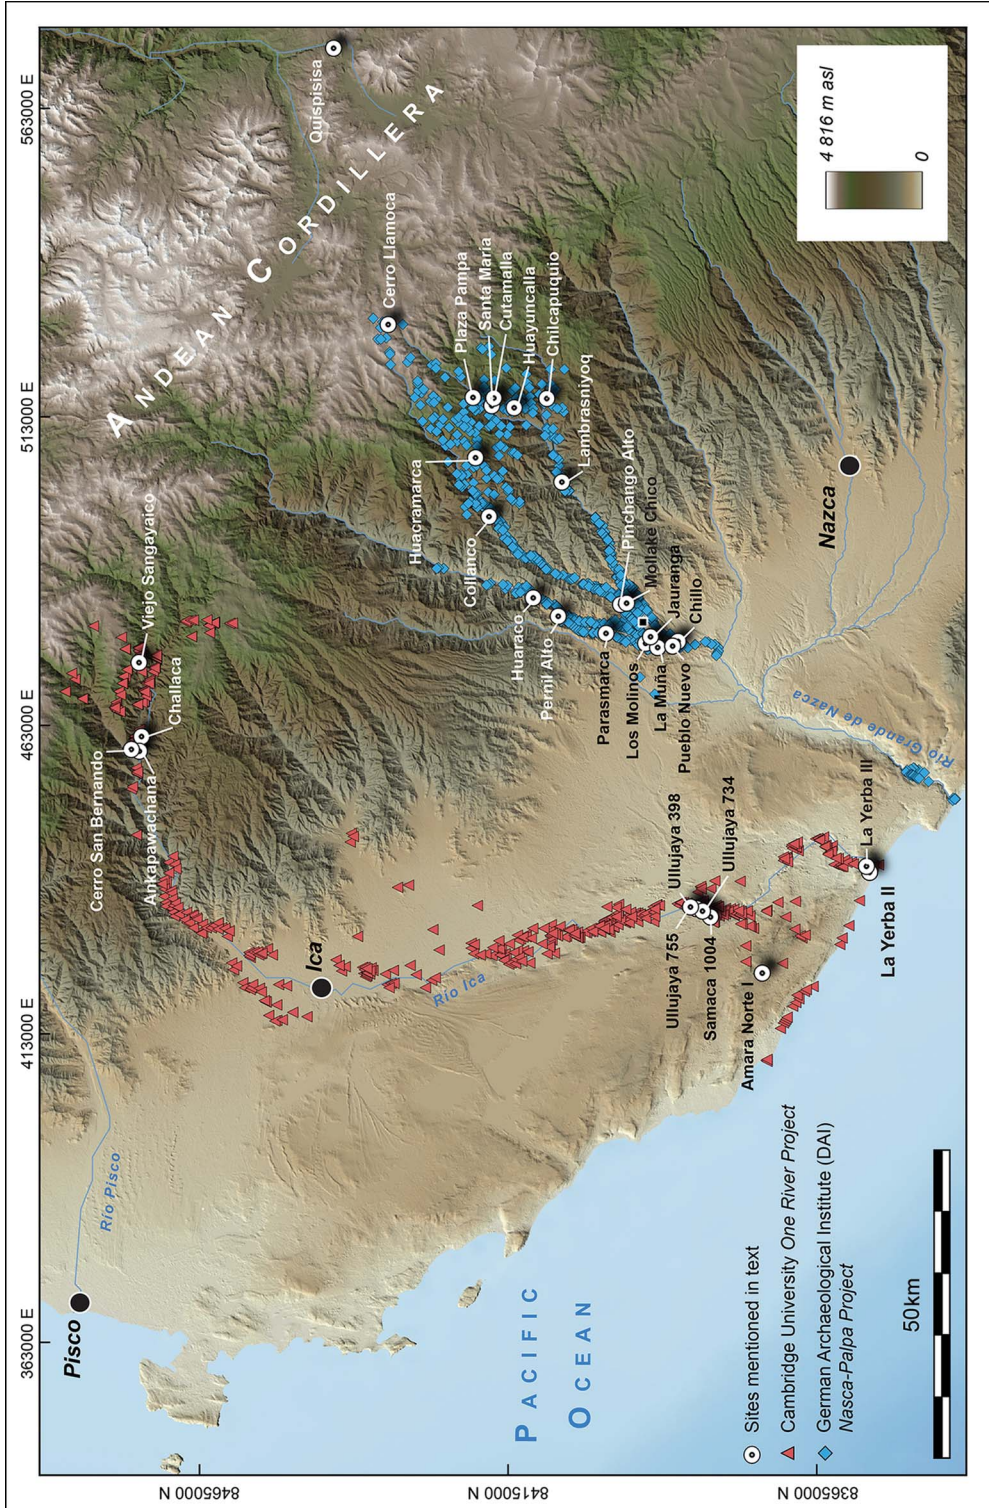 363000 E
413000 E
463000 E
513000 E
563000 E
8465000 N
8415000 N
8365000 N
Pisco
Río Pisco
Ica
Río Ica
Cerro San Bernando
Ankapawachana
Challaca
Viejo Sangayaico
ANDEAN CORDILLERA
Quispisisa
Cerro Llamoca
Plaza Pampa
Santa María
Cutamalla
Huayuncalla
Chilcapuquio
Huacramarca
Collanco
Lambrasniyoq
Huaraco
Pernil Alto
Parasmarca
Los Molinos
La Muña
Pueblo Nuevo
Pinchango Alto
Mollake Chico
Jauranga
Chillo
Nazca
Río Grande de Nazca
Ullujaya 755
Ullujaya 398
Samaca 1004
Ullujaya 734
Amara Norte I
La Yerba III
La Yerba II
PACIFIC
OCEAN
Sites mentioned in text
Cambridge University One River Project
German Archaeological Institute (DAI)
Nasca-Palpa Project
50km
4 816 m asl
0